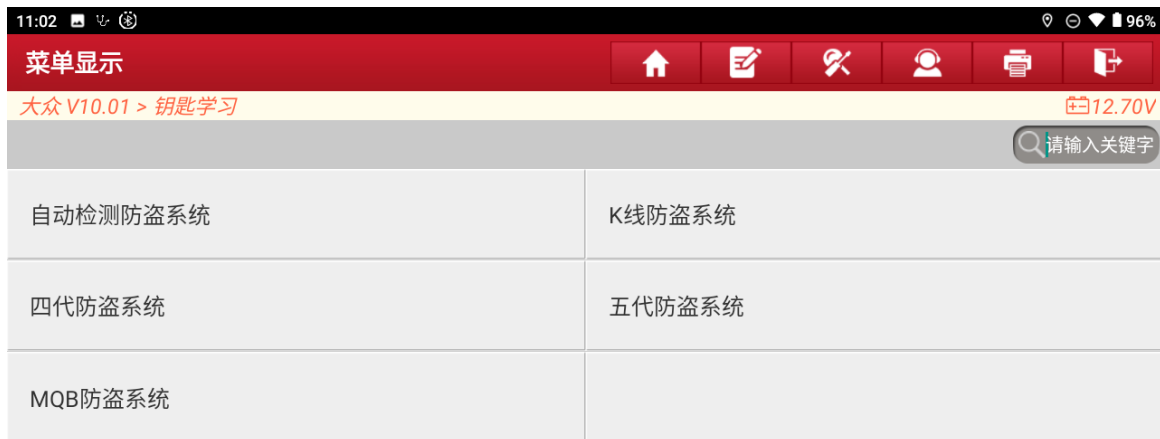 11:02 96%
菜单显示
大众 V10.01 > 钥匙学习 12.70V
请输入关键字
自动检测防盗系统 K线防盗系统
四代防盗系统 五代防盗系统
MQB防盗系统